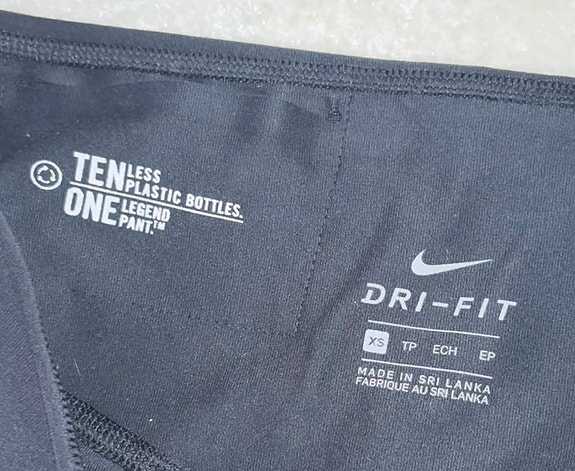 TEN LESS
PLASTIC BOTTLES.
ONE LEGEND
PANT.™
DRI-FIT
XS TP ECH EP
MADE IN SRI LANKA
FABRIQUE AU SRI LANKA